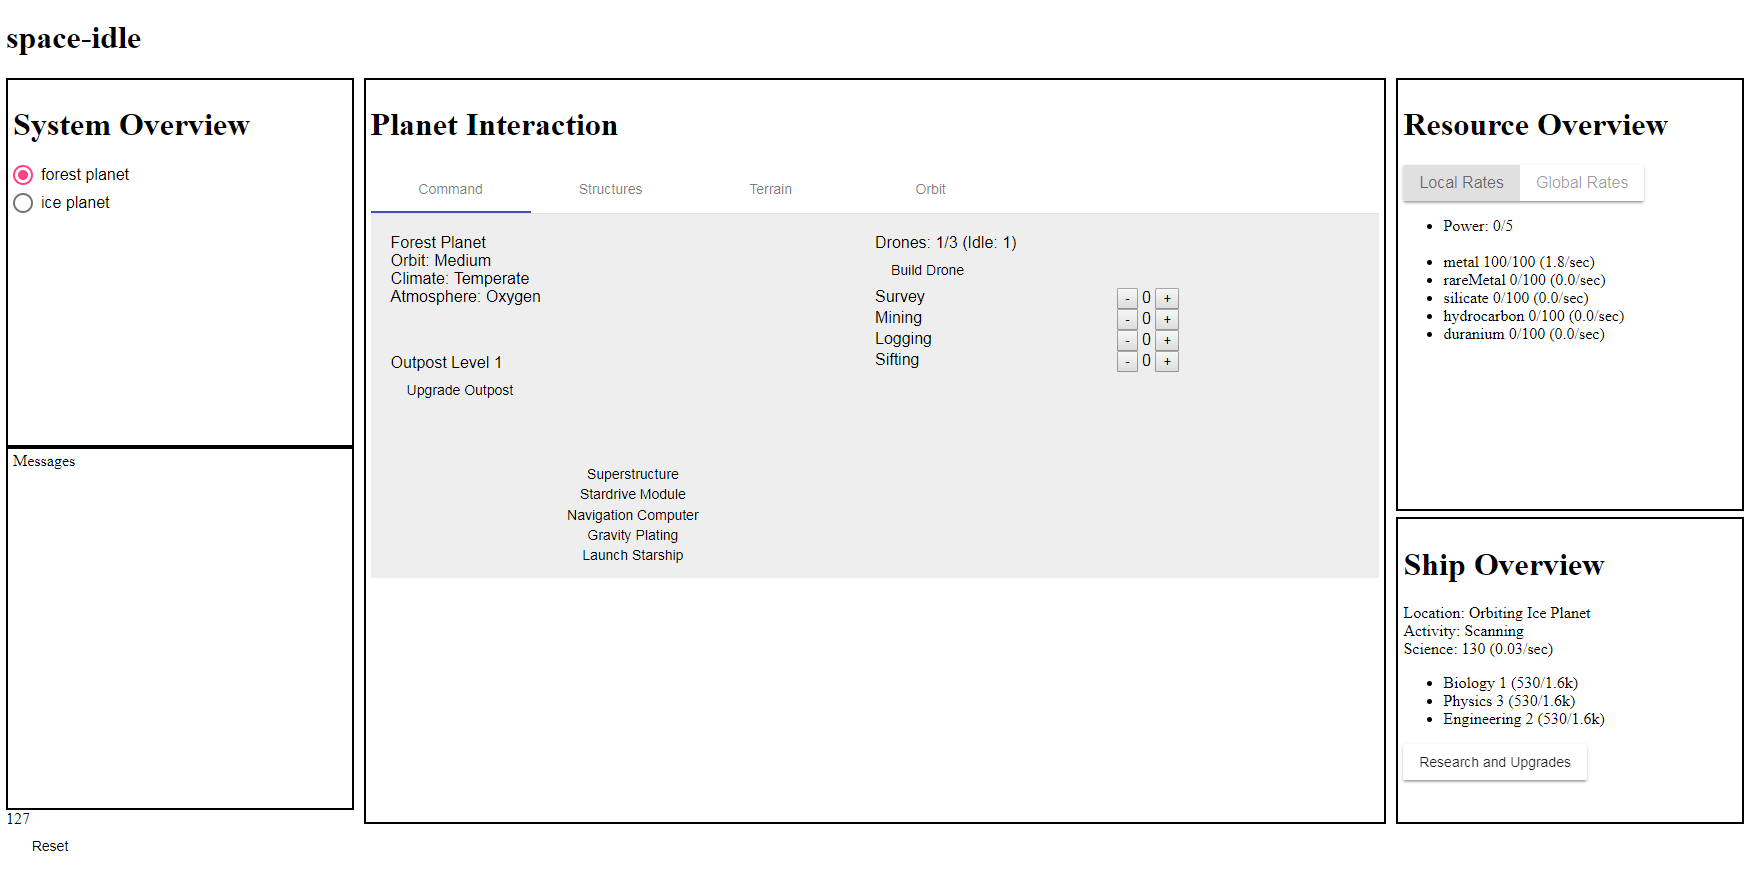 space-idle
System Overview
forest planet
ice planet
Messages
127
Reset
Planet Interaction
Command Structures Terrain Orbit
Forest Planet
Orbit: Medium
Climate: Temperate
Atmosphere: Oxygen
Outpost Level 1
Upgrade Outpost
Drones: 1/3 (Idle: 1)
Build Drone
Survey - 0 +
Mining - 0 +
Logging - 0 +
Sifting - 0 +
Superstructure
Stardrive Module
Navigation Computer
Gravity Plating
Launch Starship
Resource Overview
Local Rates Global Rates
Power: 0/5
metal 100/100 (1.8/sec)
rareMetal 0/100 (0.0/sec)
silicate 0/100 (0.0/sec)
hydrocarbon 0/100 (0.0/sec)
duranium 0/100 (0.0/sec)
Ship Overview
Location: Orbiting Ice Planet
Activity: Scanning
Science: 130 (0.03/sec)
Biology 1 (530/1.6k)
Physics 3 (530/1.6k)
Engineering 2 (530/1.6k)
Research and Upgrades